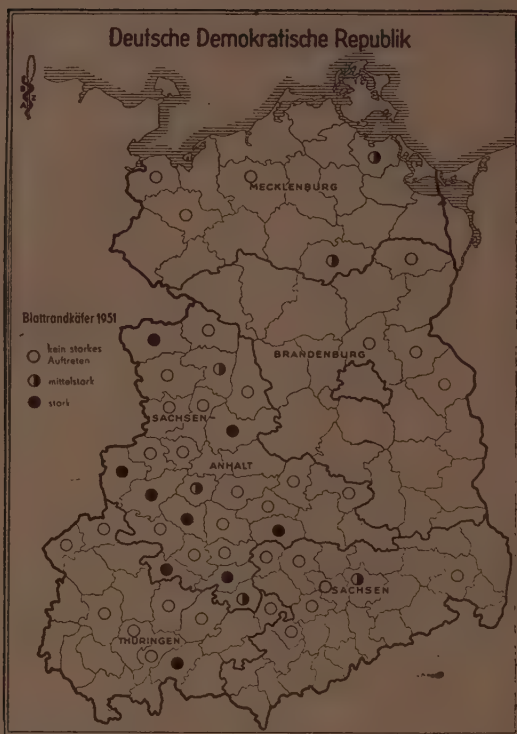 Deutsche Demokratische Republik
MECKLENBURG
Blattrandkäfer 1951
kein starkes
Auftreten
mittelstark
stark
BRANDENBURG
SACHSEN
ANHALT
SACHSEN
THÜRINGEN